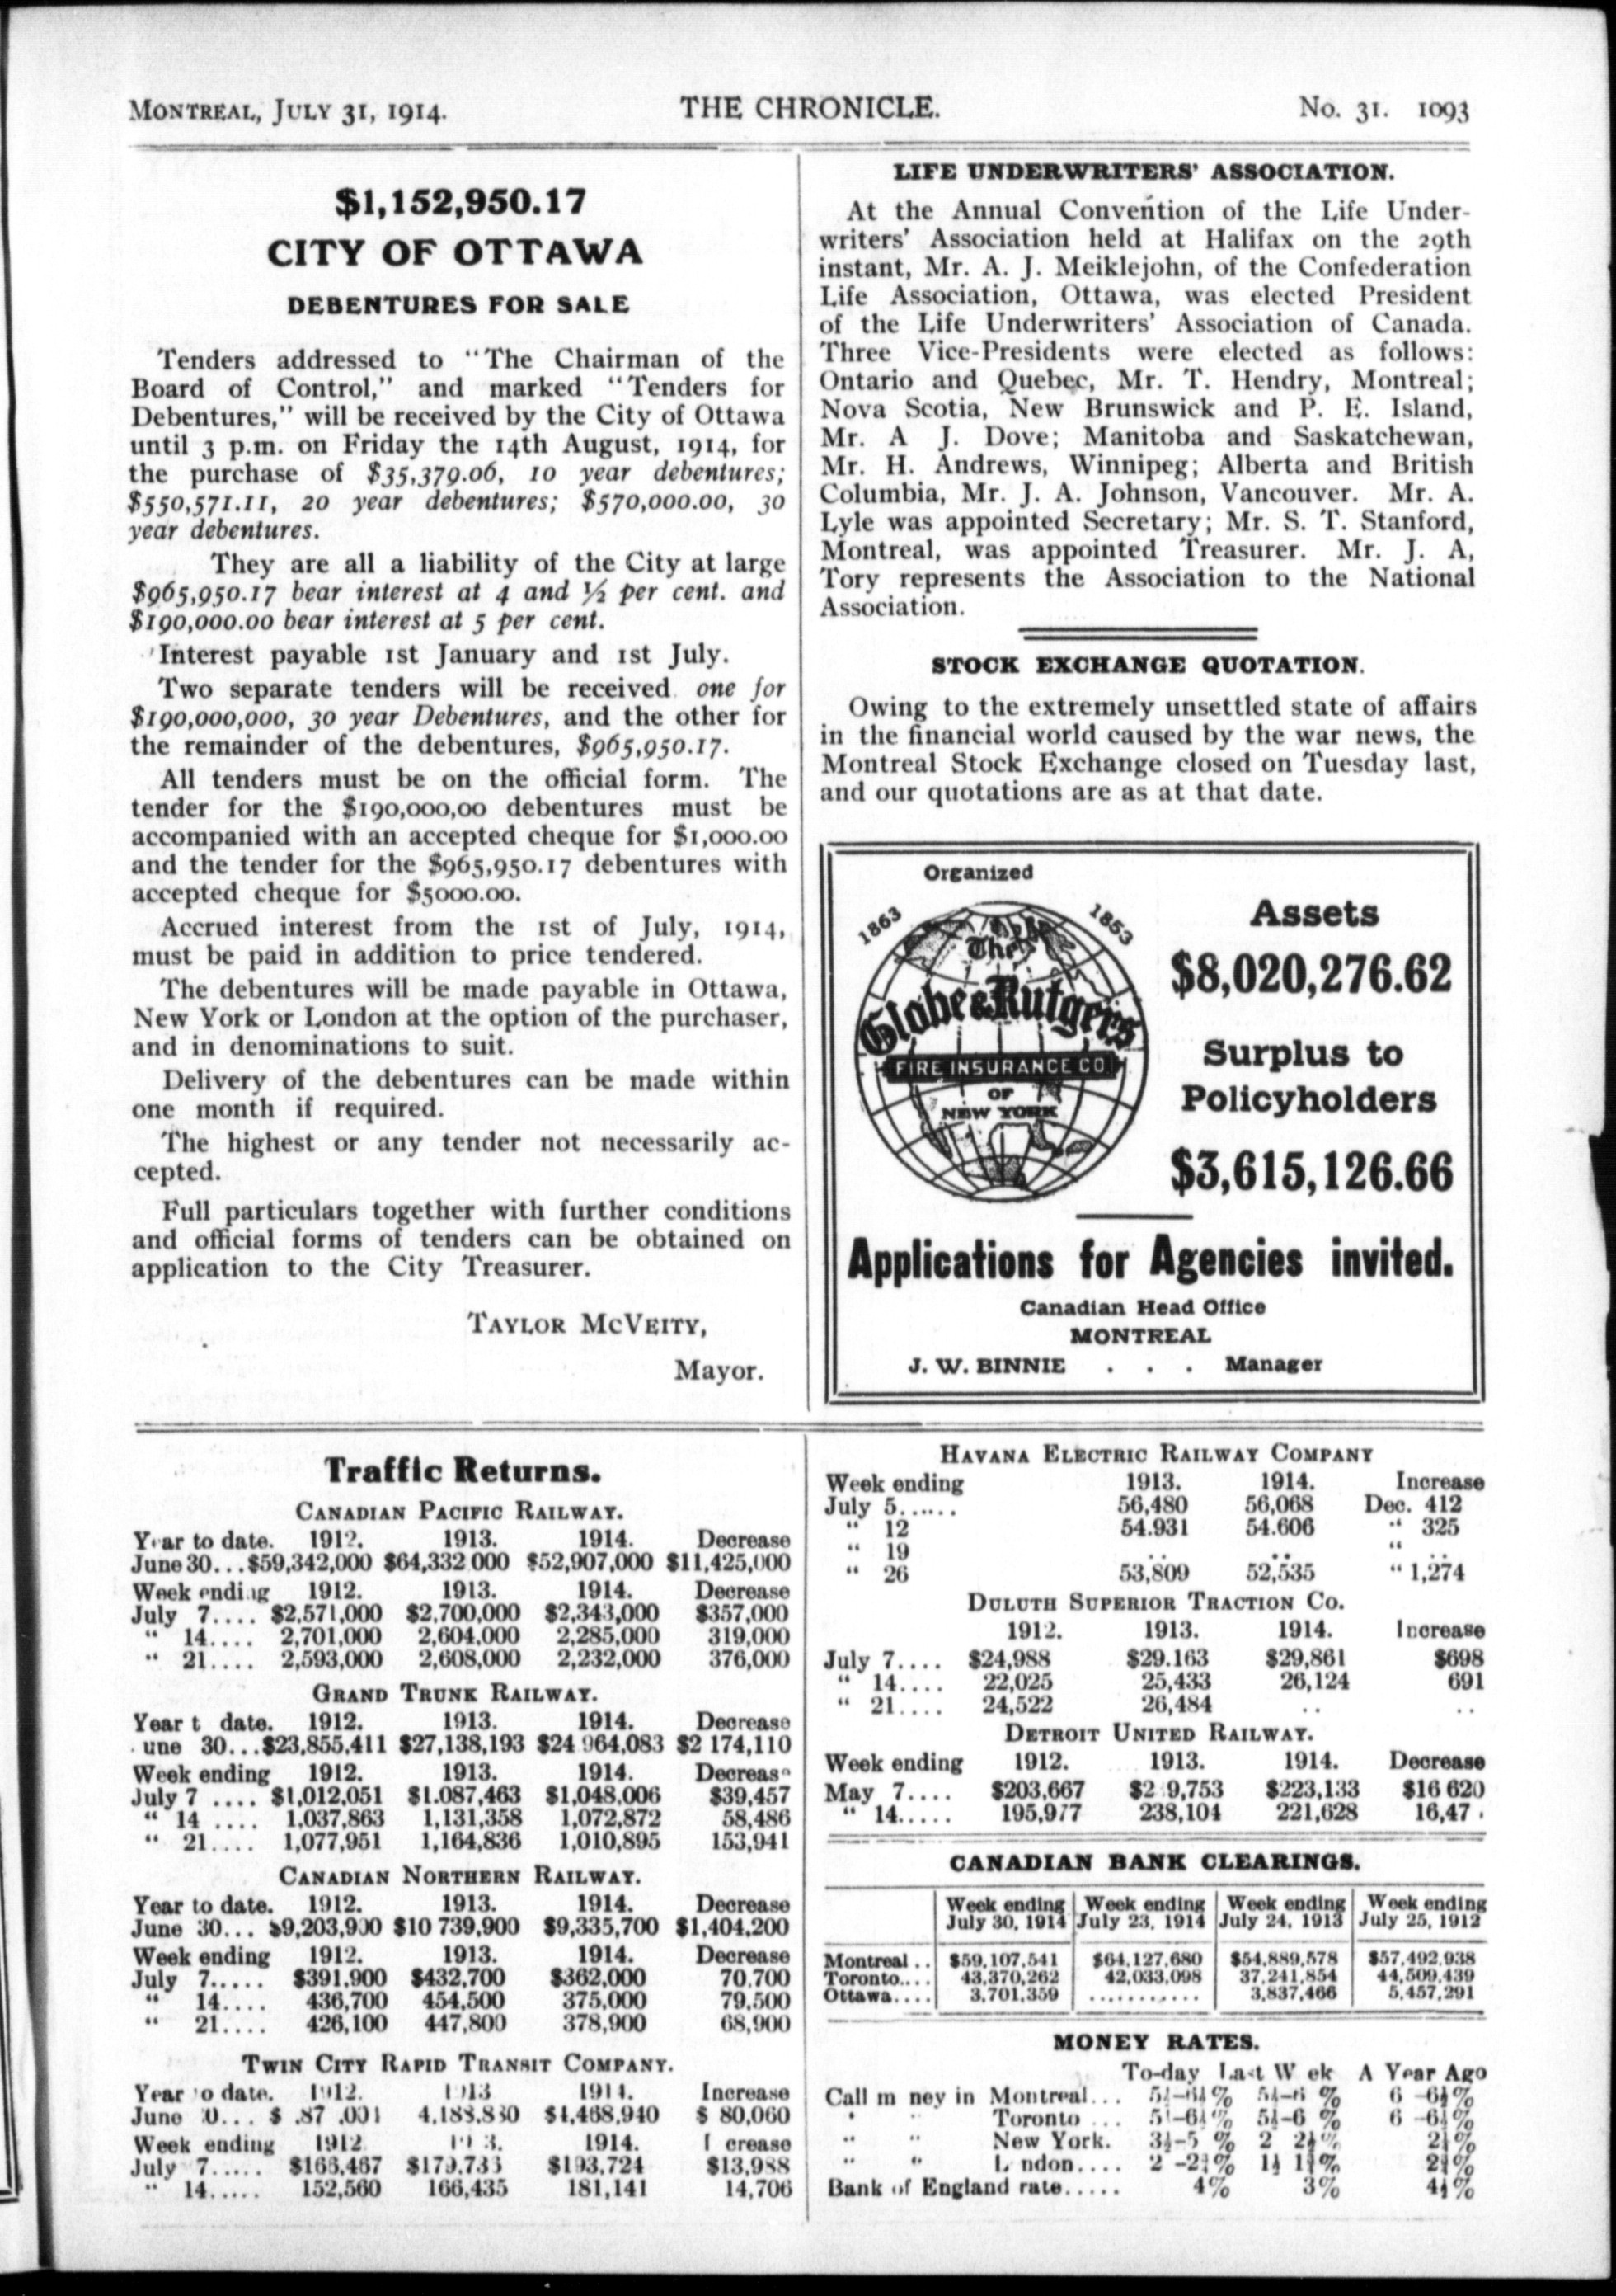 MONTREAL, JULY 31, 1914. THE CHRONICLE. No. 31. 1093
$1,152,950.17
CITY OF OTTAWA
DEBENTURES FOR SALE
Tenders addressed to "The Chairman of the
Board of Control," and marked "Tenders for
Debentures," will be received by the City of Ottawa
until 3 p.m. on Friday the 14th August, 1914, for
the purchase of $35,379.06, 10 year debentures;
$550,571.11, 20 year debentures; $570,000.00, 30
year debentures.
They are all a liability of the City at large
$965,950.17 bear interest at 4 and ½ per cent. and
$190,000.00 bear interest at 5 per cent.
Interest payable 1st January and 1st July.
Two separate tenders will be received one for
$190,000,000, 30 year Debentures, and the other for
the remainder of the debentures, $965,950.17.
All tenders must be on the official form. The
tender for the $190,000,00 debentures must be
accompanied with an accepted cheque for $1,000.00
and the tender for the $965,950.17 debentures with
accepted cheque for $5000.00.
Accrued interest from the 1st of July, 1914,
must be paid in addition to price tendered.
The debentures will be made payable in Ottawa,
New York or London at the option of the purchaser,
and in denominations to suit.
Delivery of the debentures can be made within
one month if required.
The highest or any tender not necessarily ac-
cepted.
Full particulars together with further conditions
and official forms of tenders can be obtained on
application to the City Treasurer.
TAYLOR MCVEITY,
Mayor.
LIFE UNDERWRITERS' ASSOCIATION.
At the Annual Convention of the Life Under-
writers' Association held at Halifax on the 29th
instant, Mr. A. J. Meiklejohn, of the Confederation
Life Association, Ottawa, was elected President
of the Life Underwriters' Association of Canada.
Three Vice-Presidents were elected as follows:
Ontario and Quebec, Mr. T. Hendry, Montreal;
Nova Scotia, New Brunswick and P. E. Island,
Mr. A J. Dove; Manitoba and Saskatchewan,
Mr. H. Andrews, Winnipeg; Alberta and British
Columbia, Mr. J. A. Johnson, Vancouver. Mr. A.
Lyle was appointed Secretary; Mr. S. T. Stanford,
Montreal, was appointed Treasurer. Mr. J. A,
Tory represents the Association to the National
Association.
STOCK EXCHANGE QUOTATION.
Owing to the extremely unsettled state of affairs
in the financial world caused by the war news, the
Montreal Stock Exchange closed on Tuesday last,
and our quotations are as at that date.
Organized
1863 1853
The
Globe & Rutgers
FIRE INSURANCE CO
OF
NEW YORK
Assets
$8,020,276.62
Surplus to
Policyholders
$3,615,126.66
Applications for Agencies invited.
Canadian Head Office
MONTREAL
J. W. BINNIE . . . Manager
Traffic Returns.
CANADIAN PACIFIC RAILWAY.
Year to date. 1912. 1913. 1914. Decrease
June 30... $59,342,000 $64,332 000 $52,907,000 $11,425,000
Week ending 1912. 1913. 1914. Decrease
July 7.... $2,571,000 $2,700,000 $2,343,000 $357,000
" 14.... 2,701,000 2,604,000 2,285,000 319,000
" 21.... 2,593,000 2,608,000 2,232,000 376,000
GRAND TRUNK RAILWAY.
Year t date. 1912. 1913. 1914. Decrease
une 30... $23,855,411 $27,138,193 $24 964,083 $2 174,110
Week ending 1912. 1913. 1914. Decreas
July 7 .... $1,012,051 $1.087,463 $1,048,006 $39,457
" 14 .... 1,037,863 1,131,358 1,072,872 58,486
" 21.... 1,077,951 1,164,836 1,010,895 153,941
CANADIAN NORTHERN RAILWAY.
Year to date. 1912. 1913. 1914. Decrease
June 30... $9,203,900 $10 739,900 $9,335,700 $1,404,200
Week ending 1912. 1913. 1914. Decrease
July 7..... $391,900 $432,700 $362,000 70,700
" 14.... 436,700 454,500 375,000 79,500
" 21.... 426,100 447,800 378,900 68,900
TWIN CITY RAPID TRANSIT COMPANY.
Year o date. 1912. 1913 1914. Increase
June 0... $4,468,940 $ 80,060
Week ending 1912 1914. I crease
July 7..... $193,724 $13,988
" 14..... 152,560 166,435 181,141 14,706
HAVANA ELECTRIC RAILWAY COMPANY
Week ending 1913. 1914. Increase
July 5...... 56,480 56,068 Dec. 412
" 12 54.931 54.606 " 325
" 19 .. .. " ..
" 26 53,809 52,535 " 1,274
DULUTH SUPERIOR TRACTION CO.
1912. 1913. 1914. Increase
July 7.... $24,988 $29.163 $29,861 $698
" 14.... 22,025 25,433 26,124 691
" 21.... 24,522 26,484 .. ..
DETROIT UNITED RAILWAY.
Week ending 1912. 1913. 1914. Decrease
May 7.... $203,667 $2 9,753 $223,133 $16 620
" 14..... 195,977 238,104 221,628 16,47
CANADIAN BANK CLEARINGS.
Week ending Week ending Week ending Week ending
July 30, 1914 July 23, 1914 July 24, 1913 July 25, 1912
Montreal .. $59,107,541 $64,127,680 $54,889,578 $57,492,938
Toronto.... 43,370,262 42,033,098 37,241,854 44,509,439
Ottawa.... 3,701,359 ........... 3,837,466 5,457,291
MONEY RATES.
To-day Last W ek A Year Ago
Call m ney in Montreal...
" " Toronto ...
" " New York.
" " L ndon....
Bank of England rate..... 4% 3% 4½%